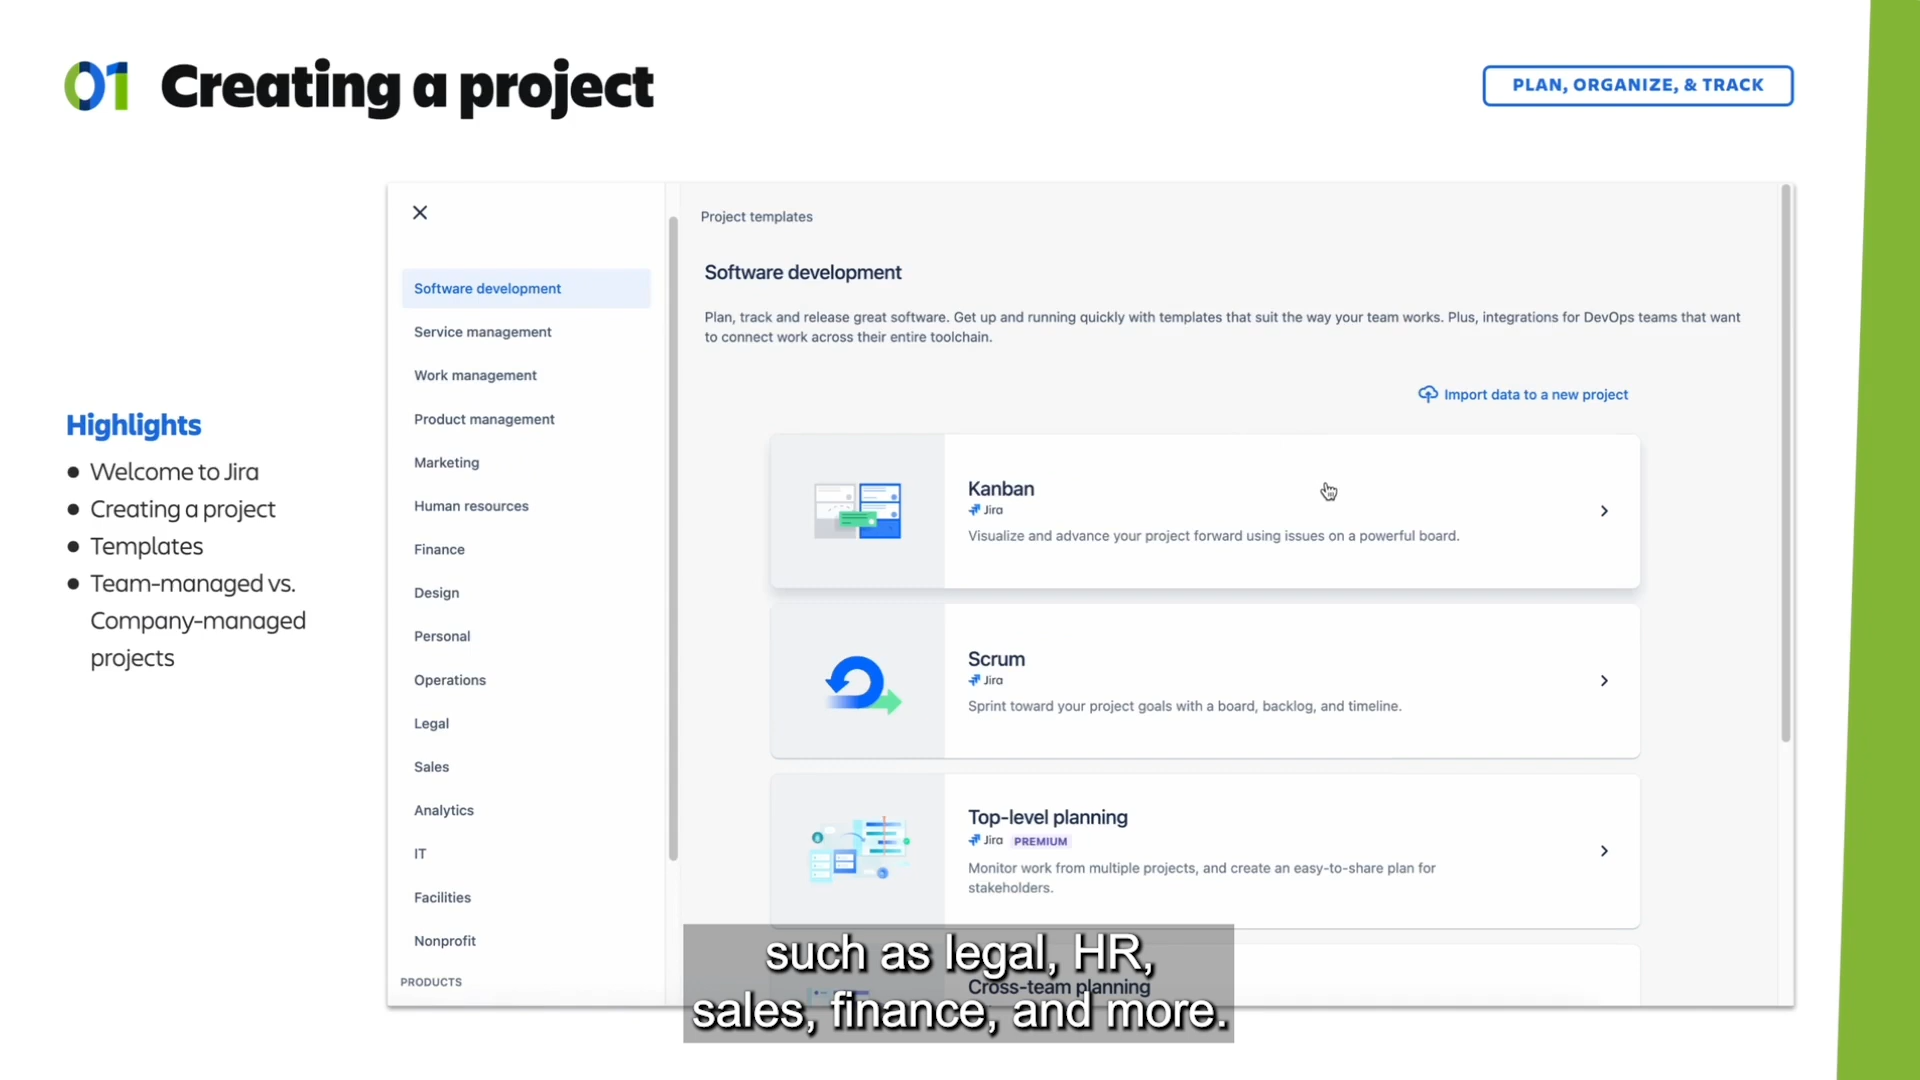 01 Creating a project
PLAN, ORGANIZE, & TRACK
Highlights
Welcome to Jira
Creating a project
Templates
Team-managed vs.
Company-managed
projects
Software development
Service management
Work management
Product management
Marketing
Human resources
Finance
Design
Personal
Operations
Legal
Sales
Analytics
IT
Facilities
Nonprofit
PRODUCTS
Project templates
Software development
Plan, track and release great software. Get up and running quickly with templates that suit the way your team works. Plus, integrations for DevOps teams that want
to connect work across their entire toolchain.
Import data to a new project
Kanban
Jira
Visualize and advance your project forward using issues on a powerful board.
Scrum
Jira
Sprint toward your project goals with a board, backlog, and timeline.
Top-level planning
Jira PREMIUM
Monitor work from multiple projects, and create an easy-to-share plan for
stakeholders.
Cross-team planning
such as legal, HR,
sales, finance, and more.